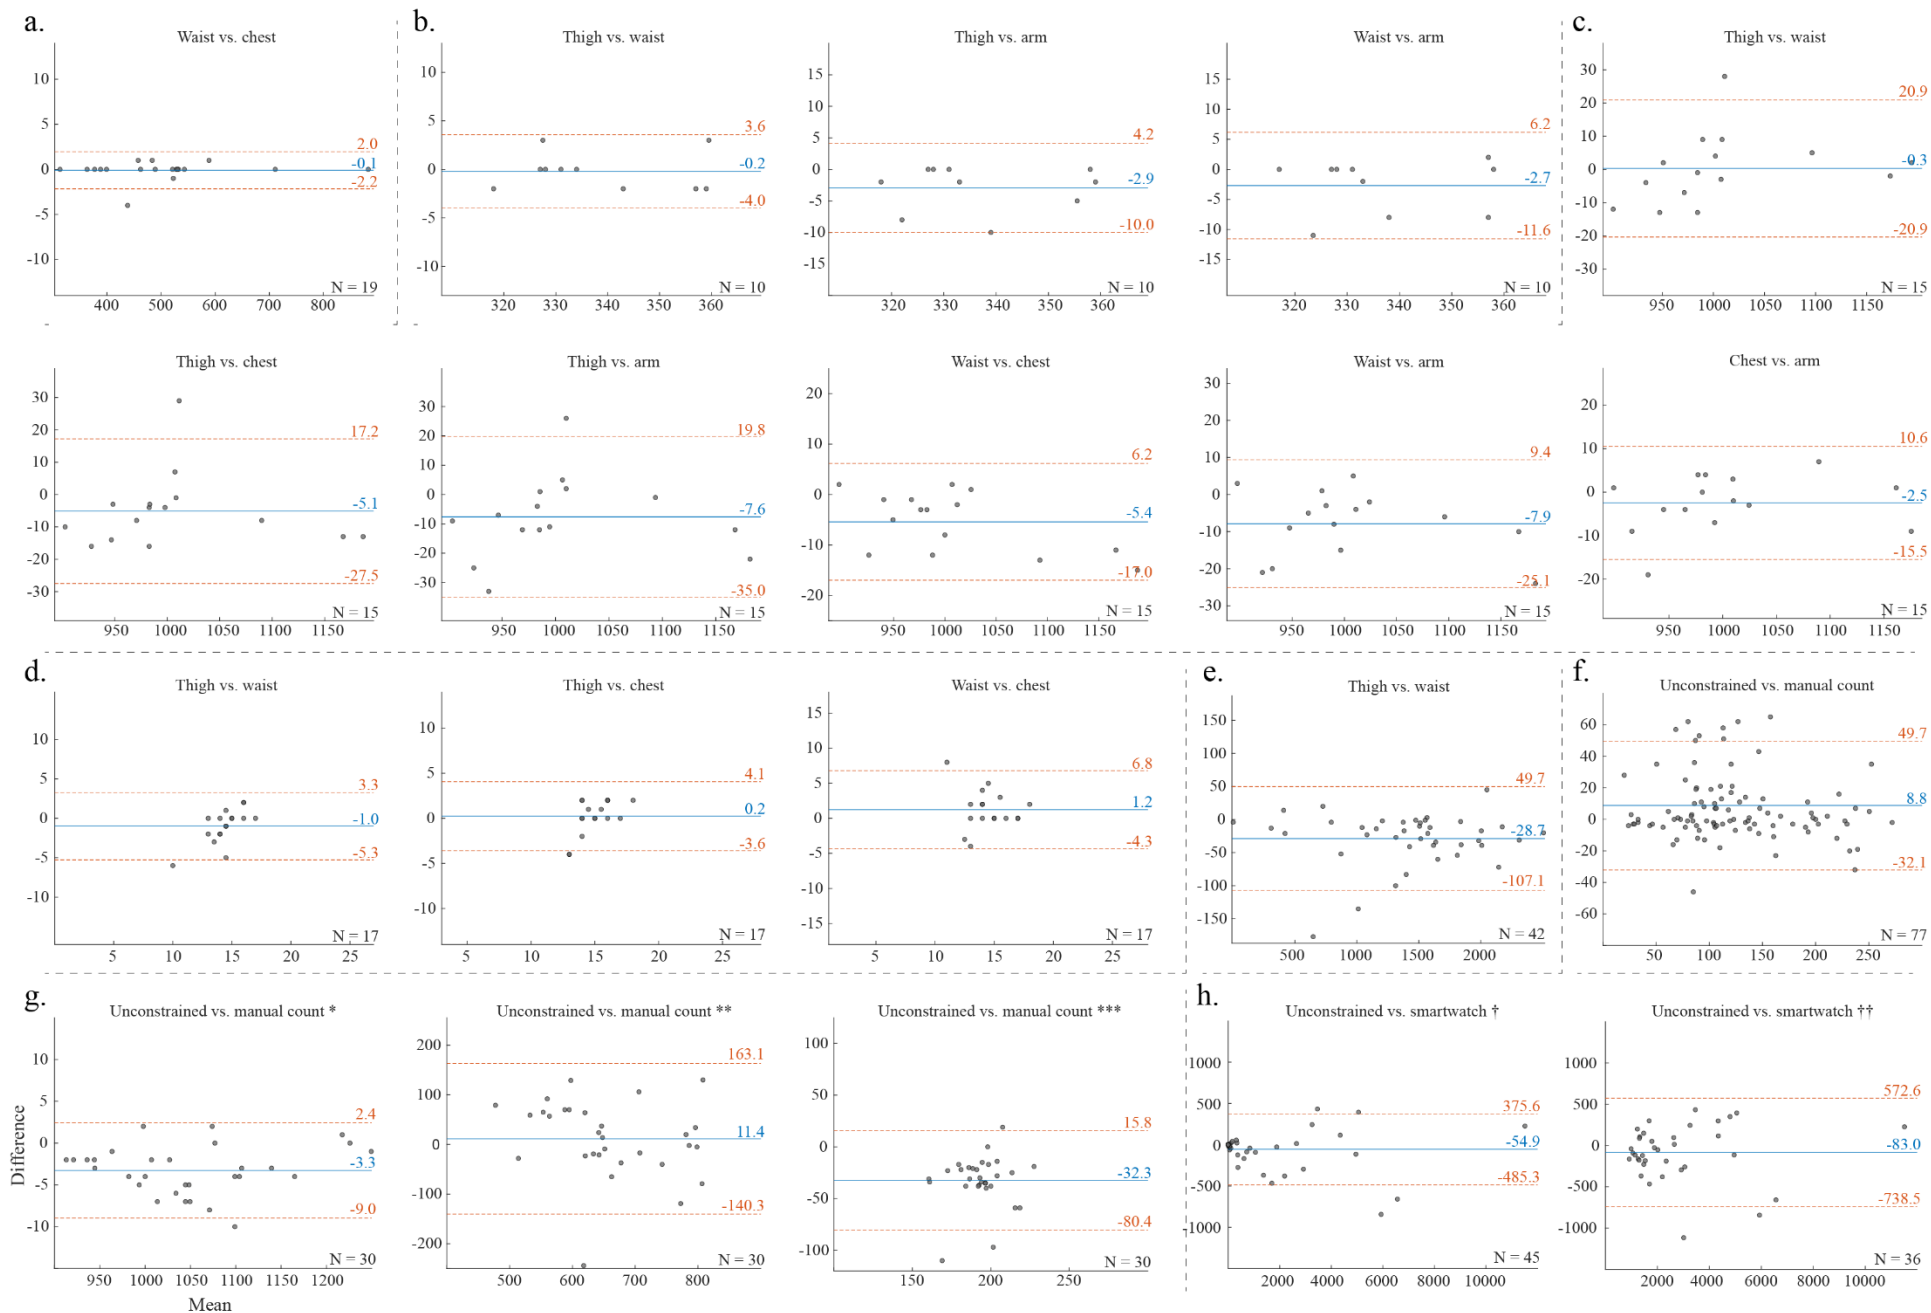 a.
Waist vs. chest
10
5
0
-5
-10
2.0
-0.1
-2.2
N = 19
400 500 600 700 800
b.
Thigh vs. waist
10
5
0
-5
-10
3.6
-0.2
-4.0
N = 10
320 330 340 350 360
Thigh vs. arm
15
10
5
0
-5
-10
-15
4.2
-2.9
-10.0
N = 10
320 330 340 350 360
Waist vs. arm
15
10
5
0
-5
-10
-15
6.2
-2.7
-11.6
N = 10
320 330 340 350 360
c.
Thigh vs. waist
30
20
10
0
-10
-20
-30
20.9
-0.3
-20.9
N = 15
950 1000 1050 1100 1150
Thigh vs. chest
30
20
10
0
-10
-20
-30
17.2
-5.1
-27.5
N = 15
950 1000 1050 1100 1150
Thigh vs. arm
30
20
10
0
-10
-20
-30
19.8
-7.6
-35.0
N = 15
950 1000 1050 1100 1150
Waist vs. chest
20
10
0
-10
-20
6.2
-5.4
-17.0
N = 15
950 1000 1050 1100 1150
Waist vs. arm
30
20
10
0
-10
-20
-30
9.4
-7.9
-25.1
N = 15
950 1000 1050 1100 1150
Chest vs. arm
20
10
0
-10
-20
10.6
-2.5
-15.5
N = 15
950 1000 1050 1100 1150
d.
Thigh vs. waist
10
5
0
-5
-10
3.3
-1.0
-5.3
N = 17
5 10 15 20 25
Thigh vs. chest
10
5
0
-5
-10
4.1
0.2
-3.6
N = 17
5 10 15 20 25
Waist vs. chest
15
10
5
0
-5
-10
-15
6.8
1.2
-4.3
N = 17
5 10 15 20 25
e.
Thigh vs. waist
150
100
50
0
-50
-100
-150
49.7
-28.7
-107.1
N = 42
500 1000 1500 2000
f.
Unconstrained vs. manual count
60
40
20
0
-20
-40
-60
49.7
8.8
-32.1
N = 77
50 100 150 200 250
g.
Unconstrained vs. manual count *
10
5
0
-5
-10
2.4
-3.3
-9.0
N = 30
950 1000 1050 1100 1150 1200
Difference
Mean
Unconstrained vs. manual count **
200
100
0
-100
-200
163.1
11.4
-140.3
N = 30
500 600 700 800
Unconstrained vs. manual count ***
100
50
0
-50
-100
15.8
-32.3
-80.4
N = 30
150 200 250
h.
Unconstrained vs. smartwatch †
1000
500
0
-500
-1000
375.6
-54.9
-485.3
N = 45
2000 4000 6000 8000 10000
Unconstrained vs. smartwatch ††
1000
500
0
-500
-1000
572.6
-83.0
-738.5
N = 36
2000 4000 6000 8000 10000